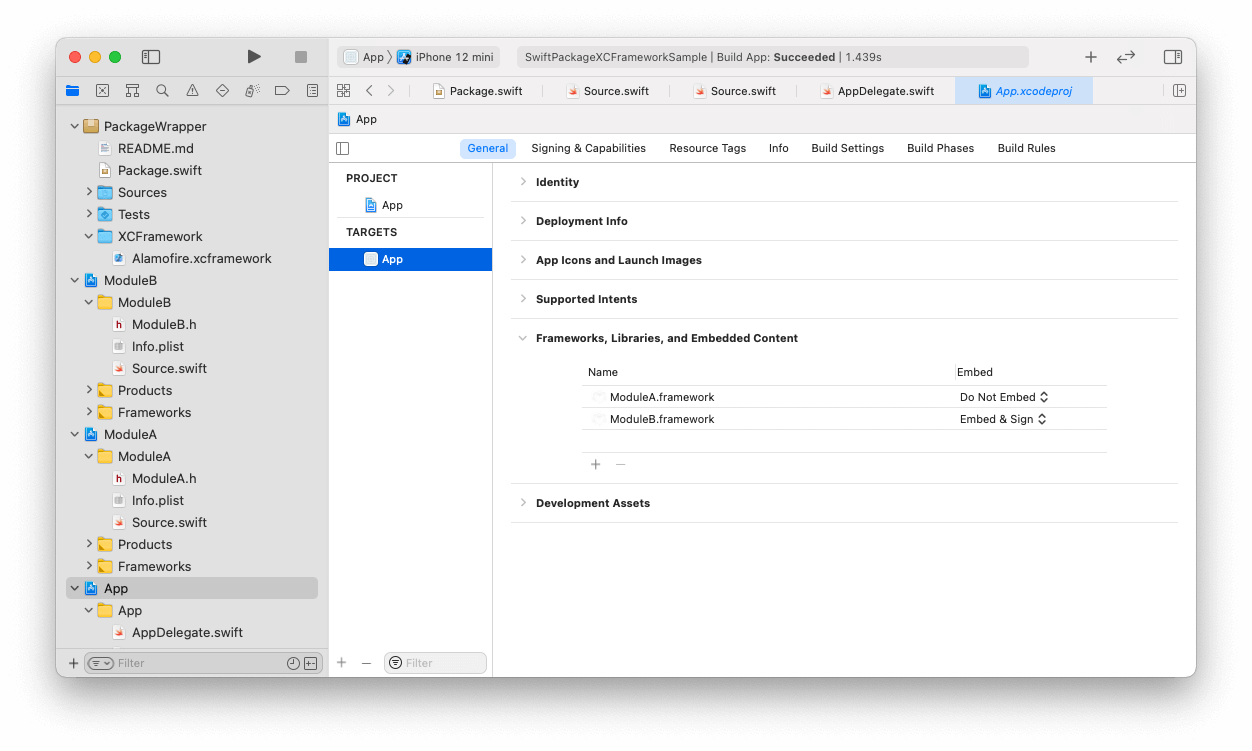 App
iPhone 12 mini
SwiftPackageXCFrameworkSample | Build App: Succeeded | 1.439s
Package.swift
Source.swift
Source.swift
AppDelegate.swift
App.xcodeproj
App
PackageWrapper
README.md
Package.swift
Sources
Tests
XCFramework
Alamofire.xcframework
ModuleB
ModuleB
ModuleB.h
Info.plist
Source.swift
Products
Frameworks
ModuleA
ModuleA
ModuleA.h
Info.plist
Source.swift
Products
Frameworks
App
App
AppDelegate.swift
Filter
General
Signing & Capabilities
Resource Tags
Info
Build Settings
Build Phases
Build Rules
PROJECT
App
TARGETS
App
Filter
Identity
Deployment Info
App Icons and Launch Images
Supported Intents
Frameworks, Libraries, and Embedded Content
Name Embed
ModuleA.framework Do Not Embed
ModuleB.framework Embed & Sign
Development Assets